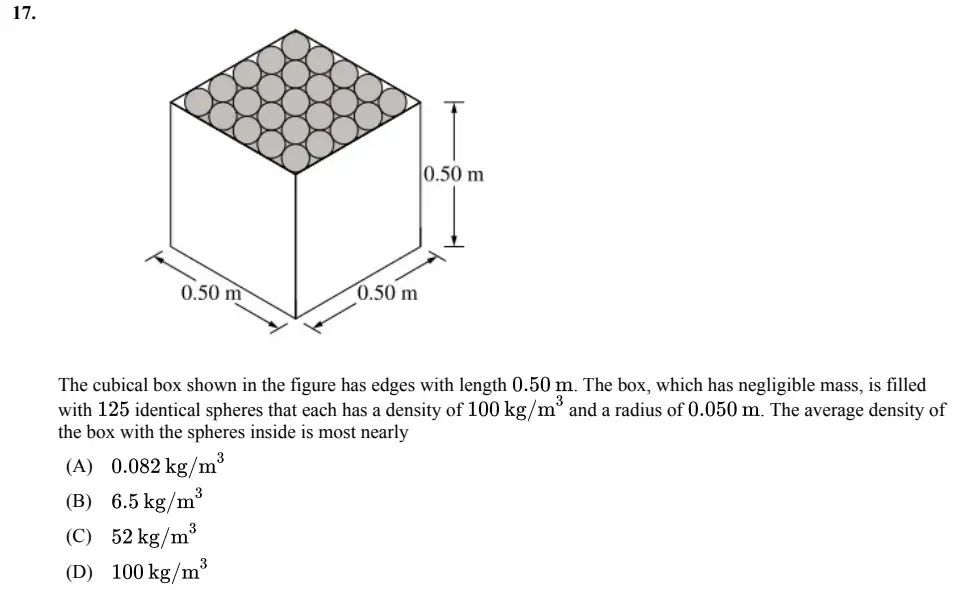 17.
0.50 m
0.50 m 0.50 m
The cubical box shown in the figure has edges with length 0.50 m. The box, which has negligible mass, is filled
with 125 identical spheres that each has a density of 100 kg/m³ and a radius of 0.050 m. The average density of
the box with the spheres inside is most nearly
(A) 0.082 kg/m³
(B) 6.5 kg/m³
(C) 52 kg/m³
(D) 100 kg/m³